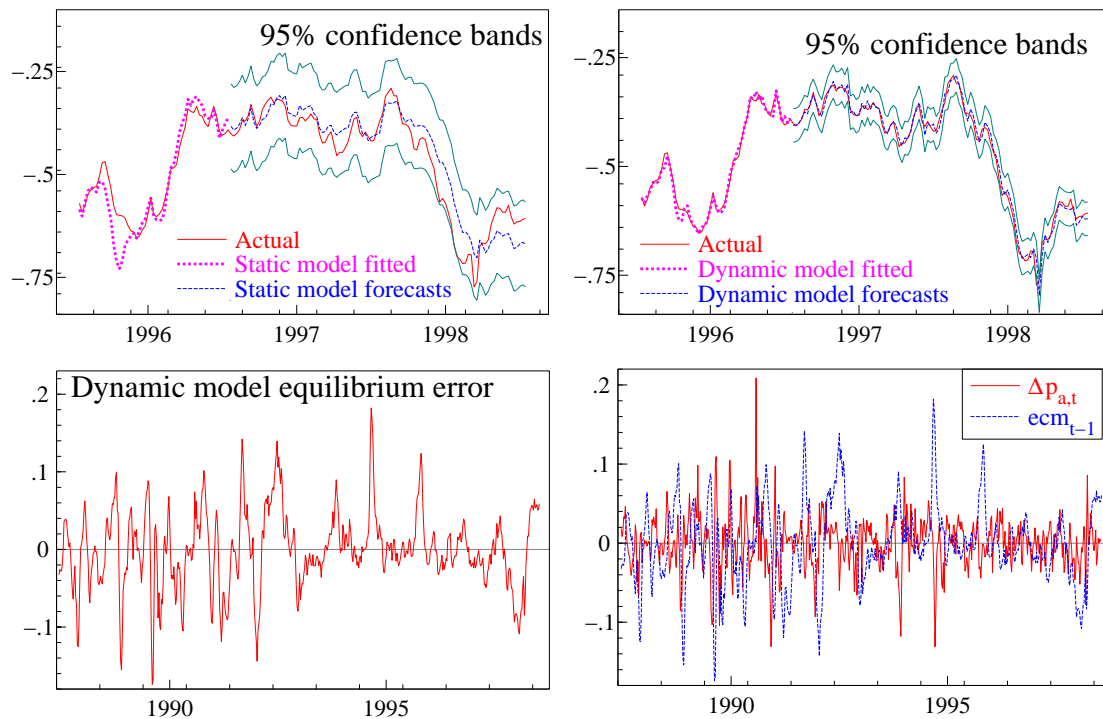 95% confidence bands
−.25
−.5
−.75
Actual
Static model fitted
Static model forecasts
1996
1997
1998
95% confidence bands
−.25
−.5
−.75
Actual
Dynamic model fitted
Dynamic model forecasts
1996
1997
1998
Dynamic model equilibrium error
.2
.1
0
−.1
1990
1995
.2
.1
0
−.1
Δp_{a,t}
ecm_{t−1}
1990
1995